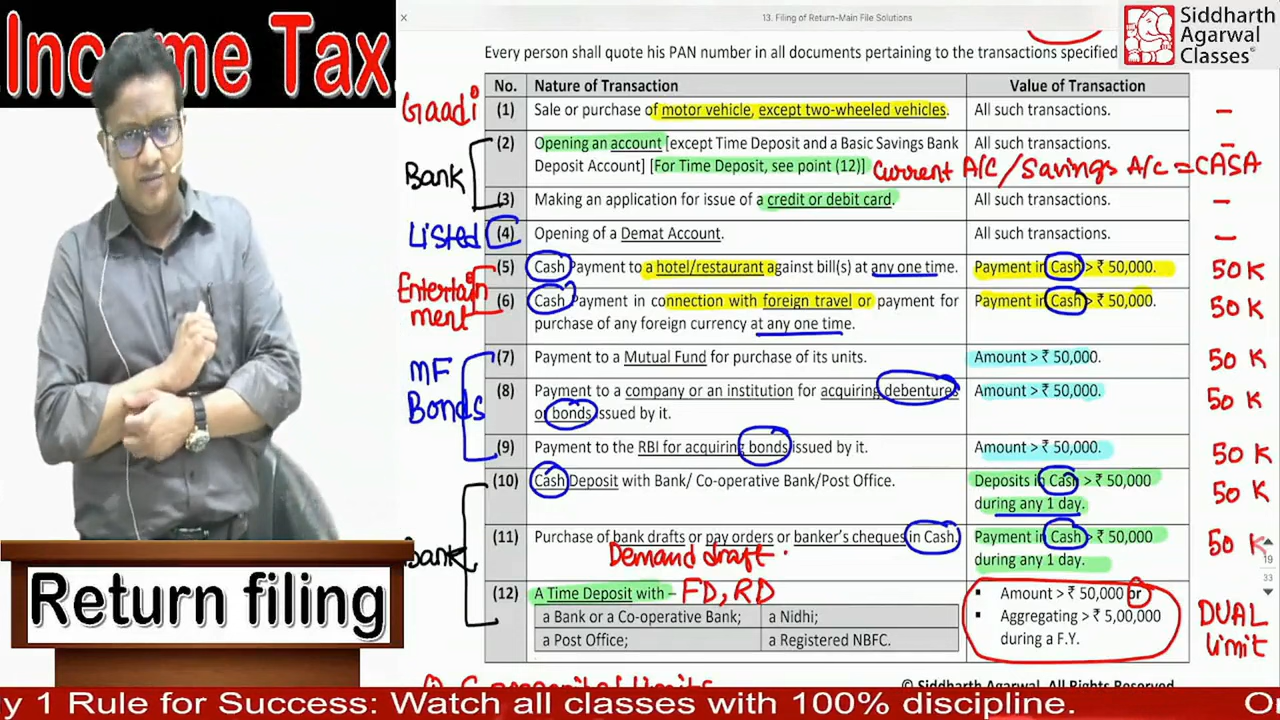 Income Tax.
13. Filing of Return-Main File Solutions
Siddharth
Agarwal
Classes
Every person shall quote his PAN number in all documents pertaining to the transactions specified
No. Nature of Transaction Value of Transaction
Gaadi (1) Sale or purchase of motor vehicle, except two-wheeled vehicles. All such transactions. –
Bank (2) Opening an account [except Time Deposit and a Basic Savings Bank All such transactions. –
Deposit Account] [For Time Deposit, see point (12)] Current A/C / Savings A/C = CASA
(3) Making an application for issue of a credit or debit card. All such transactions. –
Listed (4) Opening of a Demat Account. All such transactions. –
Entertainment (5) Cash Payment to a hotel/restaurant against bill(s) at any one time. Payment in Cash > ₹ 50,000. 50 K
(6) Cash Payment in connection with foreign travel or payment for Payment in Cash > ₹ 50,000. 50 K
purchase of any foreign currency at any one time.
MF (7) Payment to a Mutual Fund for purchase of its units. Amount > ₹ 50,000. 50 K
Bonds (8) Payment to a company or an institution for acquiring debentures Amount > ₹ 50,000. 50 K
or bonds issued by it.
(9) Payment to the RBI for acquiring bonds issued by it. Amount > ₹ 50,000. 50 K
(10) Cash Deposit with Bank/ Co-operative Bank/Post Office. Deposits in Cash > ₹ 50,000 50 K
during any 1 day.
Bank (11) Purchase of bank drafts or pay orders or banker's cheques in Cash. Payment in Cash > ₹ 50,000 50 K
Demand draft during any 1 day.
(12) A Time Deposit with – FD, RD ▪ Amount > ₹ 50,000 or DUAL
a Bank or a Co-operative Bank; a Nidhi; ▪ Aggregating > ₹ 5,00,000 limit
a Post Office; a Registered NBFC. during a F.Y.
19
33
Return filing
© Siddharth Agarwal. All Rights Reserved
y 1 Rule for Success: Watch all classes with 100% discipline. O